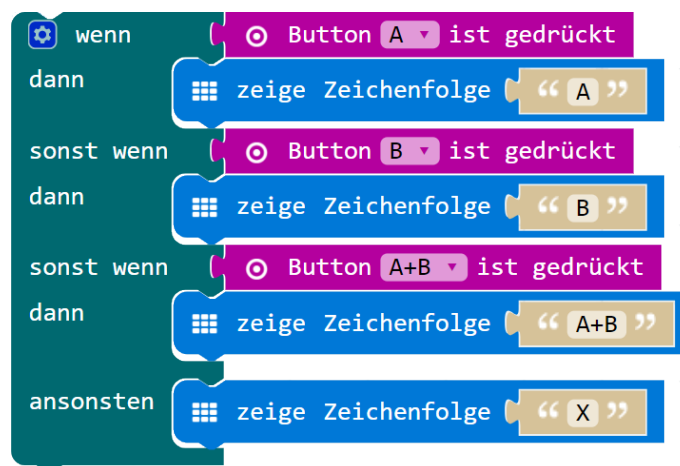 wenn Button A ist gedrückt
dann
zeige Zeichenfolge “ A ”
sonst wenn Button B ist gedrückt
dann
zeige Zeichenfolge “ B ”
sonst wenn Button A+B ist gedrückt
dann
zeige Zeichenfolge “ A+B ”
ansonsten zeige Zeichenfolge “ X ”